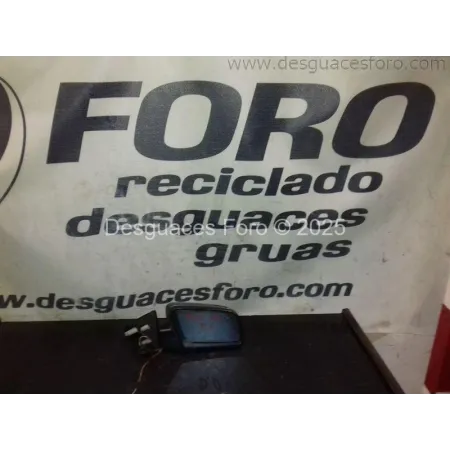 www.desguacesforo.com
FORO
reciclado
desguaces
Desguaces Foro © 2025
gruas
www.desguacesforo.com